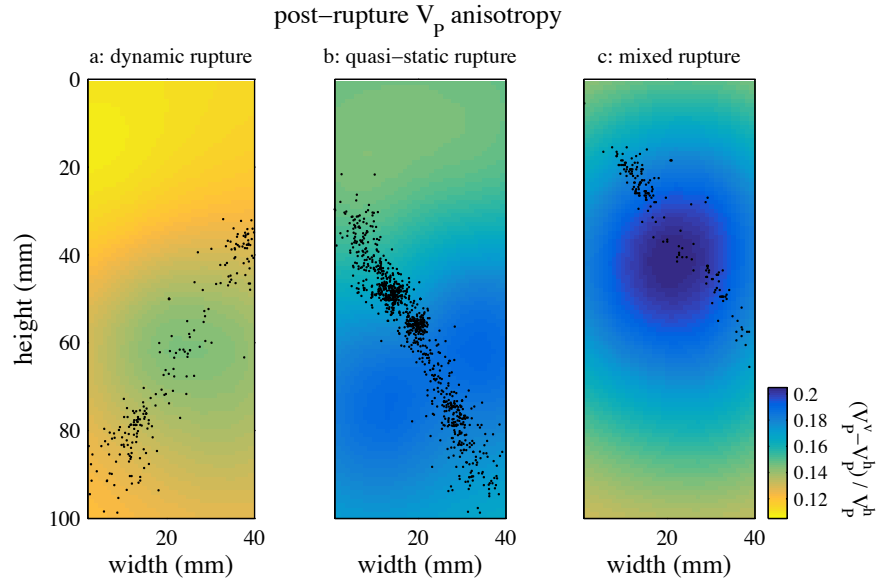 post−rupture V_P anisotropy
a: dynamic rupture
b: quasi−static rupture
c: mixed rupture
0
20
40
60
80
100
height (mm)
20 40
width (mm)
20 40
width (mm)
20 40
width (mm)
0.2
0.18
0.16
0.14
0.12
(V_p^v−V_p^h) / V_p^h